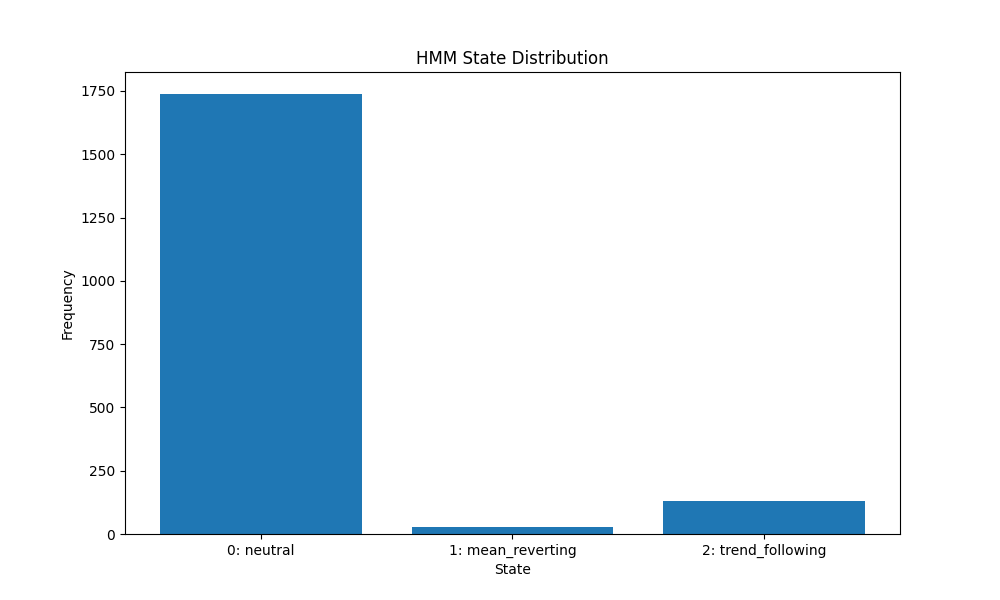 HMM State Distribution
1750
1500
1250
1000
750
500
250
0
Frequency
0: neutral
1: mean_reverting
2: trend_following
State